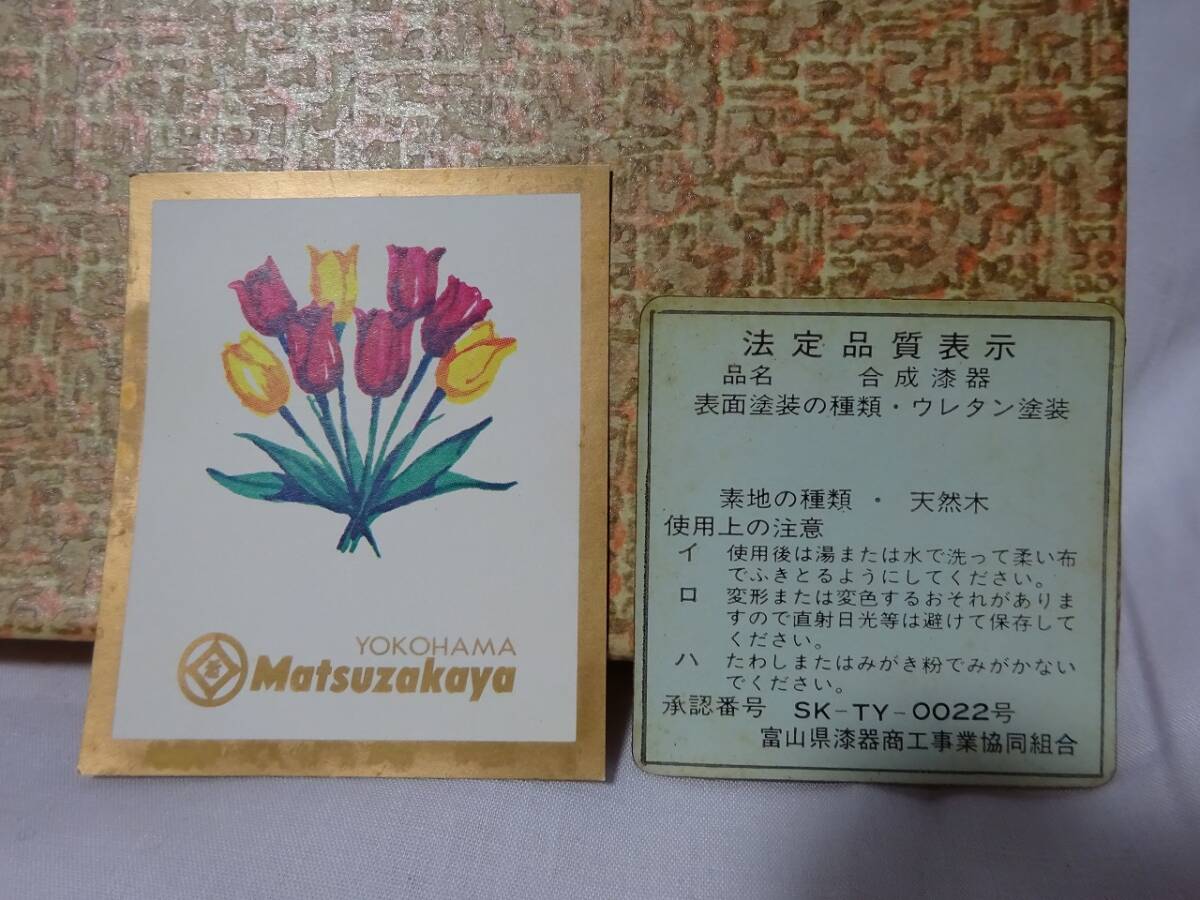 YOKOHAMA
Matsuzakaya
法定品質表示
品名 合成漆器
表面塗装の種類・ウレタン塗装
素地の種類・天然木
使用上の注意
イ 使用後は湯または水で洗って柔い布
でふきとるようにしてください。
ロ 変形または変色するおそれがありま
すので直射日光等は避けて保存して
ください。
ハ たわしまたはみがき粉でみがかない
でください。
承認番号 SK-TY-0022号
富山県漆器商工事業協同組合